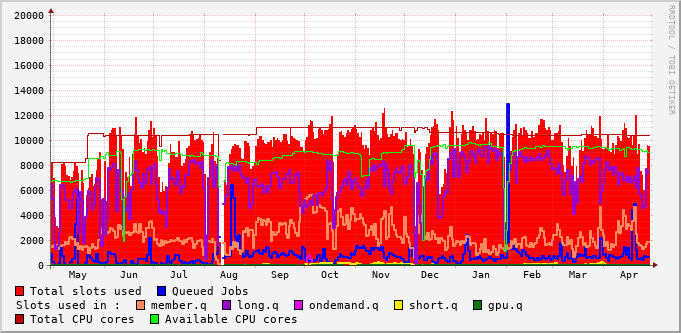 20000
18000
16000
14000
12000
10000
8000
6000
4000
2000
0
May Jun Jul Aug Sep Oct Nov Dec Jan Feb Mar Apr
RRDTOOL / TOBI OETIKER
Total slots used Queued Jobs
Slots used in : member.q long.q ondemand.q short.q gpu.q
Total CPU cores Available CPU cores